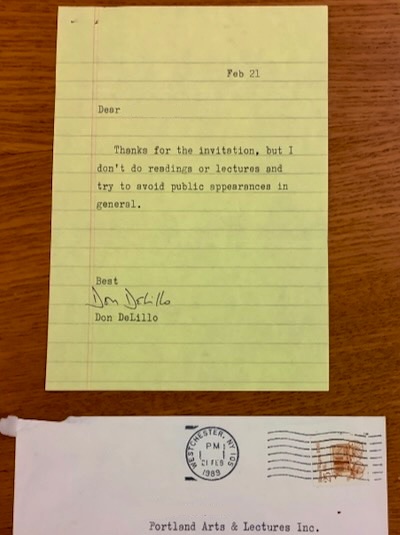 Feb 21
Dear
Thanks for the invitation, but I
don't do readings or lectures and
try to avoid public appearances in
general.
Best
Don DeLillo
Don DeLillo
WESTCHESTER, NY 105
P.M.
21 FEB
1989
Portland Arts & Lectures Inc.